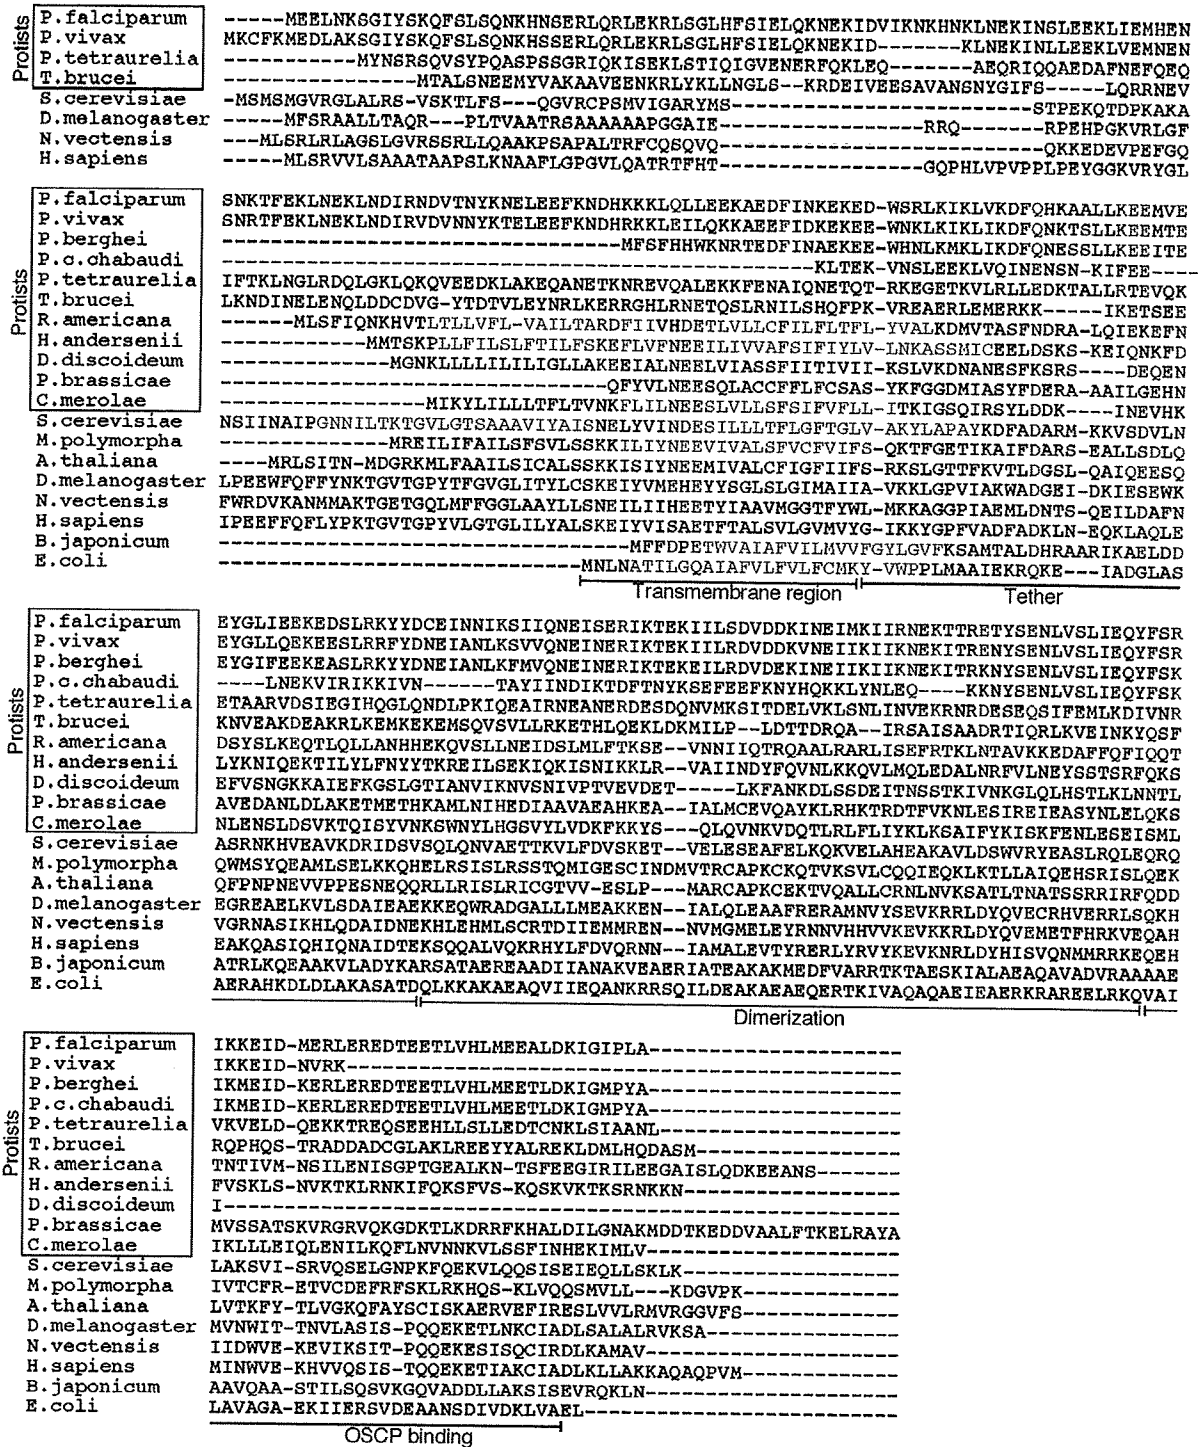 Protists
P.falciparum -----MEELNKSGIYSKQFSLSQNKHNSERLQRLEKRLSGLHFSIELQKNEKIDVIKNKHNKLNEKINSLEEKLIEMHEN
P.vivax MKCFKMEDLAKSGIYSKQFSLSQNKHSSERLQRLEKRLSGLHFSIELQKNEKID-------KLNEKINLLEEKLVEMNEN
P.tetraurelia -----------MYNSRSQVSYPQASPSSGRIQKISEKLSTIQIGVENERFQKLEQ-------AEQRIQQAEDAFNEFQEQ
T.brucei ----------------MTALSNEEMYVAKAAVEENKRLYKLLNGLS--KRDEIVEESAVANSNYGIFS-----LQRRNEV
S.cerevisiae -MSMSMGVRGLALRS-VSKTLFS---QGVRCPSMVIGARYMS----------------------STPEKQTDPKAKA
D.melanogaster -----MFSRAALLTAQR---PLTVAATRSAAAAAAPGGAIE----------------RRQ-------RPEHPGKVRLGF
N.vectensis ---MLSRLRLAGSLGVRSSRLLQAAKPSAPALTRFCQSQVQ-----------------------QKKEDEVPEFGQ
H.sapiens -----MLSRVVLSAAATAAPSLKNAAFLGPGVLQATRTFHT---------------GQPHLVPVPPLPEYGGKVRYGL
Protists
P.falciparum SNKTFEKLNEKLNDIRNDVTNYKNELEEFKNDHKKKLQLLEEKAEDFINKEKED-WSRLKIKLVKDFQHKAALLKEEMVE
P.vivax SNRTFEKLNEKLNDIRVDVNNYKTELEEFKNDHRKKLEILQKKAEEFIDKEKEE-WNKLKIKLIKDFQNKTSLLKEEMTE
P.berghei ---------------------------------------------MFSFHHWKNRTEDFINAEKEE-WHNLKMKLIKDFQNESSLLKEEITE
P.c.chabaudi ------------------------------------------------------------------KLTEK-VNSLEEKLVQINENSN-KIFEE----
P.tetraurelia IFTKLNGLRDQLGKLQKQVEEDKLAKEQANETKNREVQALEKKFENAIQNETQT-RKEGETKVLRLLEDKTALLRTEVQK
T.brucei LKNDINELENQLDDCDVG-YTDTVLEYNRLKERRGHLRNETQSLRNILSHQFPK-VREAERLEMERKK-----IKETSEE
R.americana --------MLSFIQNKHVTLTLLVFL-VAILTARDFIIVHDETLVLLCFILFLTFL-YVALKDMVTASFNDRA-LQIEKEFN
H.andersenii ----------------MMTSKPLLFILSLFTILFSKEFLVFNEEILIVVAFSIFIYLV-LNKASSMICEELDSKS-KEIQNKFD
D.discoideum -------------------MGNKLLLLILILIGLLAKEEIALNEELVIASSFIITIVII-KSLVKDNANESFKSRS----DEQEN
P.brassicae -------------------------------------------QFYVLNEESQLACCFFLFCSAS-YKFGGDMIASYFDERA-AAILGEHN
C.merolae -----------------------MIKYLILLLTFLTVNKFLILNEESLVLLSFSIFVFLL-ITKIGSQIRSYLDDK----INEVHK
S.cerevisiae NSIINAIPGNNILTKTGVLGTSAAAVIYAISNELYVINDESILLLTFLGFTGLV-AKYLAPAYKDFADARM-KKVSDVLN
M.polymorpha -------------------MREILIFAILSFSVLSSKKILIYNEEVIVALSFVCFVIFS-QKTFGETIKAIFDARS-EALLSDLQ
A.thaliana ----MRLSITN-MDGRKMLFAAILSICALSSKKISIYNEEMIVALCFIGFIIFS-RKSLGTTFKVTLDGSL-QAIQEESQ
D.melanogaster LPEEWFQFFYNKTGVTGPYTFGVGLITYLCSKEIYVMEHEYYSGLSLGIMAIIA-VKKLGPVIAKWADGEI-DKIESEWK
N.vectensis FWRDVKANMMAKTGETGQLMFFGGLAAYLLSNEILIIHEETYIAAVMGGTFYWL-MKKAGGPIAEMLDNTS-QEILDAFN
H.sapiens IPEEFFQFLYPKTGVTGPYVLGTGLILYALSKEIYVISAETFTALSVLGVMVYG-IKKYGPFVADFADKLN-EQKLAQLE
B.japonicum ----------------------------------------------MFFDPETWVAIAFVILMVVFGYLGVFKSAMTALDHRAARIKAELDD
E.coli ----------------------------------------MNLNATILGQAIAFVLFVLFCMKY-VWPPLMAAIEKRQKE---IADGLAS
Transmembrane region Tether
Protists
P.falciparum EYGLIEEKEDSLRKYYDCEINNIKSIIQNEISERIKTEKIILSDVDDKINEIMKIIRNEKTTRETYSENLVSLIEQYFSR
P.vivax EYGLLQEKEESLRRFYDNEIANLKSVVQNEINERIKTEKIILRDVDDKVNEIIKIIKNEKITRENYSENLVSLIEQYFSR
P.berghei EYGIFEEKEASLRKYYDNEIANLKFMVQNEINERIKTEKEILRDVDEKINEIIKIIKNEKITRKNYSENLVSLIEQYFSK
P.c.chabaudi ----LNEKVIRIKKIVN------TAYIINDIKTDFTNYKSEFEEFKNYHQKKLYNLEQ----KKNYSENLVSLIEQYFSK
P.tetraurelia ETAARVDSIEGIHQGLQNDLPKIQEAIRNEANERDESDQNVMKSITDELVKLSNLINVEKRNRDESEQSIFEMLKDIVNR
T.brucei KNVEAKDEAKRLKEMKEKEMSQVSVLLRKETHLQEKLDKMILP--LDTTDRQA--IRSAISAADRTIQRLKVEINKYQSF
R.americana DSYSLKEQTLQLLANHHEKQVSLLNEIDSLMLFTKSE--VNNIIQTRQAALRARLISEFRTKLNTAVKKEDAFFQFIQQT
H.andersenii LYKNIQEKTILYLFNYYTKREILSEKIQKISNIKKLR--VAIINDYFQVNLKKQVLMQLEDALNRFVLNEYSSTSRFQKS
D.discoideum EFVSNGKKAIEFKGSLGTIANVIKNVSNIVPTVEVDET------LKFANKDLSSDEITNSSTKIVNKGLQLHSTLKLNNTL
P.brassicae AVEDANLDLAKETMETHKAMLNIHEDIAAVAEAHKEA--IALMCEVQAYKLRHKTRDTFVKNLESIREIEASYNLELQKS
C.merolae NLENSLDSVKTQISYVNKSWNYLHGSVYLVDKFKKYS---QLQVNKVDQTLRLFLIYKLKSAIFYKISKFENLESEISML
S.cerevisiae ASRNKHVEAVKDRIDSVSQLQNVAETTKVLFDVSKET--VELESEAFELKQKVELAHEAKAVLDSWVRYEASLRQLEQRQ
M.polymorpha QWMSYQEAMLSELKKQHELRSISLRSSTQMIGESCINDMVTRCAPKCKQTVKSVLCQQIEQKLKTLLAIQEHSRISLQEK
A.thaliana QFPNPNEVVPPESNEQQRLLRISLRICGTVV-ESLP---MARCAPKCEKTVQALLCRNLNVKSATLTNATSSRRIRFQDD
D.melanogaster EGREAELKVLSDAIEAEKKEQWRADGALLLMEAKKEN--IALQLEAAFRERAMNVYSEVKRRLDYQVECRHVERRLSQKH
N.vectensis VGRNASIKHLQDAIDNEKHLEHMLSCRTDIIEMMREN--NVMGMELEYRNNVHHVVKEVKKRLDYQVEMETFHRKVEQAH
H.sapiens EAKQASIQHIQNAIDTEKSQQALVQKRHYLFDVQRNN--IAMALEVTYRERLYRVYKEVKNRLDYHISVQNMMRRKEQEH
B.japonicum ATRLKQEAAKVLADYKARSATAEREAADIIANAKVEAERIATEAKAKMEDFVARRTKTAESKIALAEAQAVADVRAAAAE
E.coli AERAHKDLDLAKASATDQLKKAKAEAQVIIEQANKRRSQILDEAKAEAEQERTKIVAQAQAEIEAERKRAREELRKQVAI
Dimerization
Protists
P.falciparum IKKEID-MERLEREDTEETLVHLMEEALDKIGIPLA----------------------------
P.vivax IKKEID-NVRK-----------------------------------------------------
P.berghei IKMEID-KERLEREDTEETLVHLMEETLDKIGMPYA----------------------------
P.c.chabaudi IKMEID-KERLEREDTEETLVHLMEETLDKIGMPYA----------------------------
P.tetraurelia VKVELD-QEKKTREQSEEHLLSLLEDTCNKLSIAANL---------------------------
T.brucei RQPHQS-TRADDADCGLAKLREEYYALREKLDMLHQDASM-----------------------
R.americana TNTIVM-NSILENISGPTGEALKN-TSFEEGIRILEEGAISLQDKEEANS-------
H.andersenii FVSKLS-NVKTKLRNKIFQKSFVS-KQSKVKTKSRNKKN------------------------
D.discoideum I---------------------------------------------------------------
P.brassicae MVSSATSKVRGRVQKGDKTLKDRRFKHALDILGNAKMDDTKEDDVAALFTKELRAYA
C.merolae IKLLLEIQLENILKQFLNVNNKVLSSFINHEKIMLV---------------------
S.cerevisiae LAKSVI-SRVQSELGNPKFQEKVLQQSISEIEQLLSKLK------------------
M.polymorpha IVTCFR-ETVCDEFRFSKLRKHQS-KLVQQSMVLL---KDGVPK-------------
A.thaliana LVTKFY-TLVGKQFAYSCISKAERVEFIRESLVVLRMVRGGVFS-------------
D.melanogaster MVNWIT-TNVLASIS-PQQEKETLNKCIADLSALALRVKSA----------------
N.vectensis IIDWVE-KEVIKSIT-PQQEKESISQCIRDLKAMAV---------------------
H.sapiens MINWVE-KHVVQSIS-TQQEKETIAKCIADLKLLAKKAQAQPVM-------------
B.japonicum AAVQAA-STILSQSVKGQVADDLLAKSISEVRQKLN---------------------
E.coli LAVAGA-EKIIERSVDEAANSDIVDKLVAEL--------------------------
OSCP binding